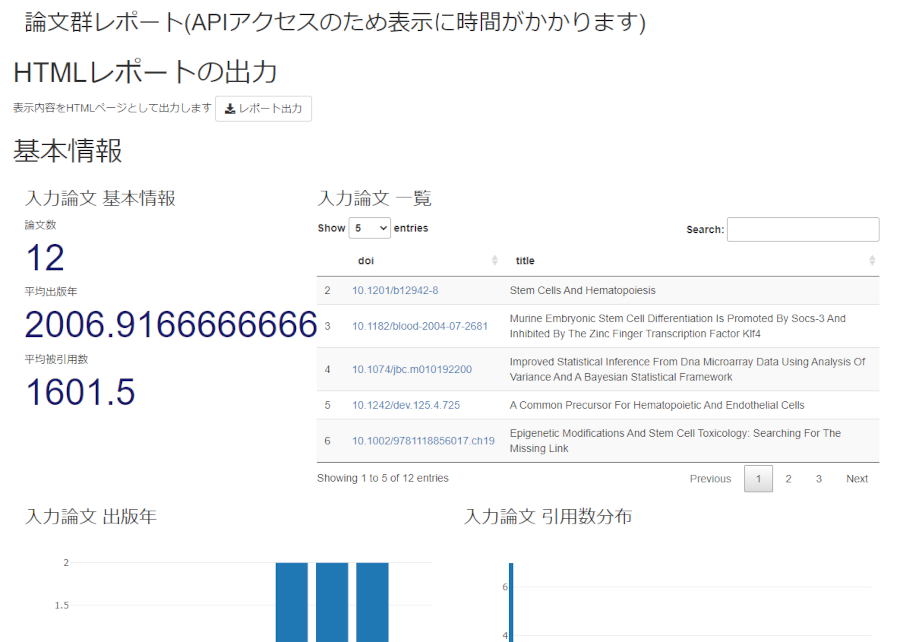 論文群レポート(APIアクセスのため表示に時間がかかります)
HTMLレポートの出力
表示内容をHTMLページとして出力します レポート出力
基本情報
入力論文 基本情報
論文数
12
平均出版年
2006.9166666666
平均被引用数
1601.5
入力論文 一覧
Show 5 entries
Search:
doi title
2 10.1201/b12942-8 Stem Cells And Hematopoiesis
3 10.1182/blood-2004-07-2681 Murine Embryonic Stem Cell Differentiation Is Promoted By Socs-3 And
Inhibited By The Zinc Finger Transcription Factor Klf4
4 10.1074/jbc.m010192200 Improved Statistical Inference From Dna Microarray Data Using Analysis Of
Variance And A Bayesian Statistical Framework
5 10.1242/dev.125.4.725 A Common Precursor For Hematopoietic And Endothelial Cells
6 10.1002/9781118856017.ch19 Epigenetic Modifications And Stem Cell Toxicology: Searching For The
Missing Link
Showing 1 to 5 of 12 entries
Previous 1 2 3 Next
入力論文 出版年
2
1.5
入力論文 引用数分布
6
4